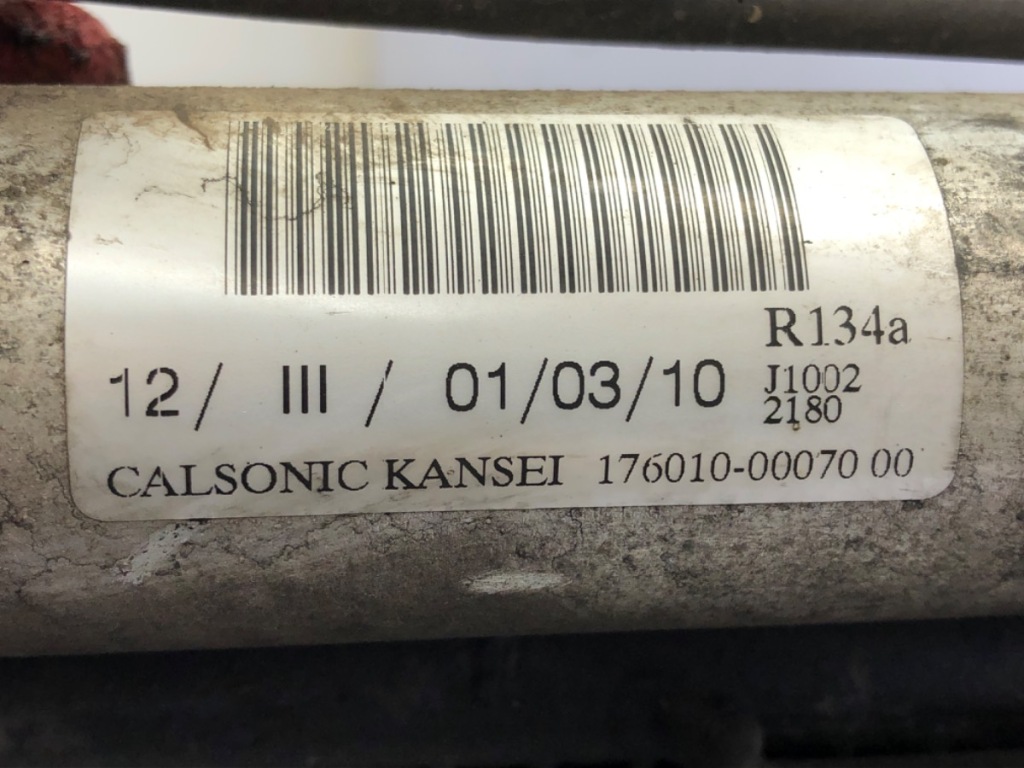 R134a
12/ III / 01/03/10 J1002
2180
CALSONIC KANSEI 176010-00070 00